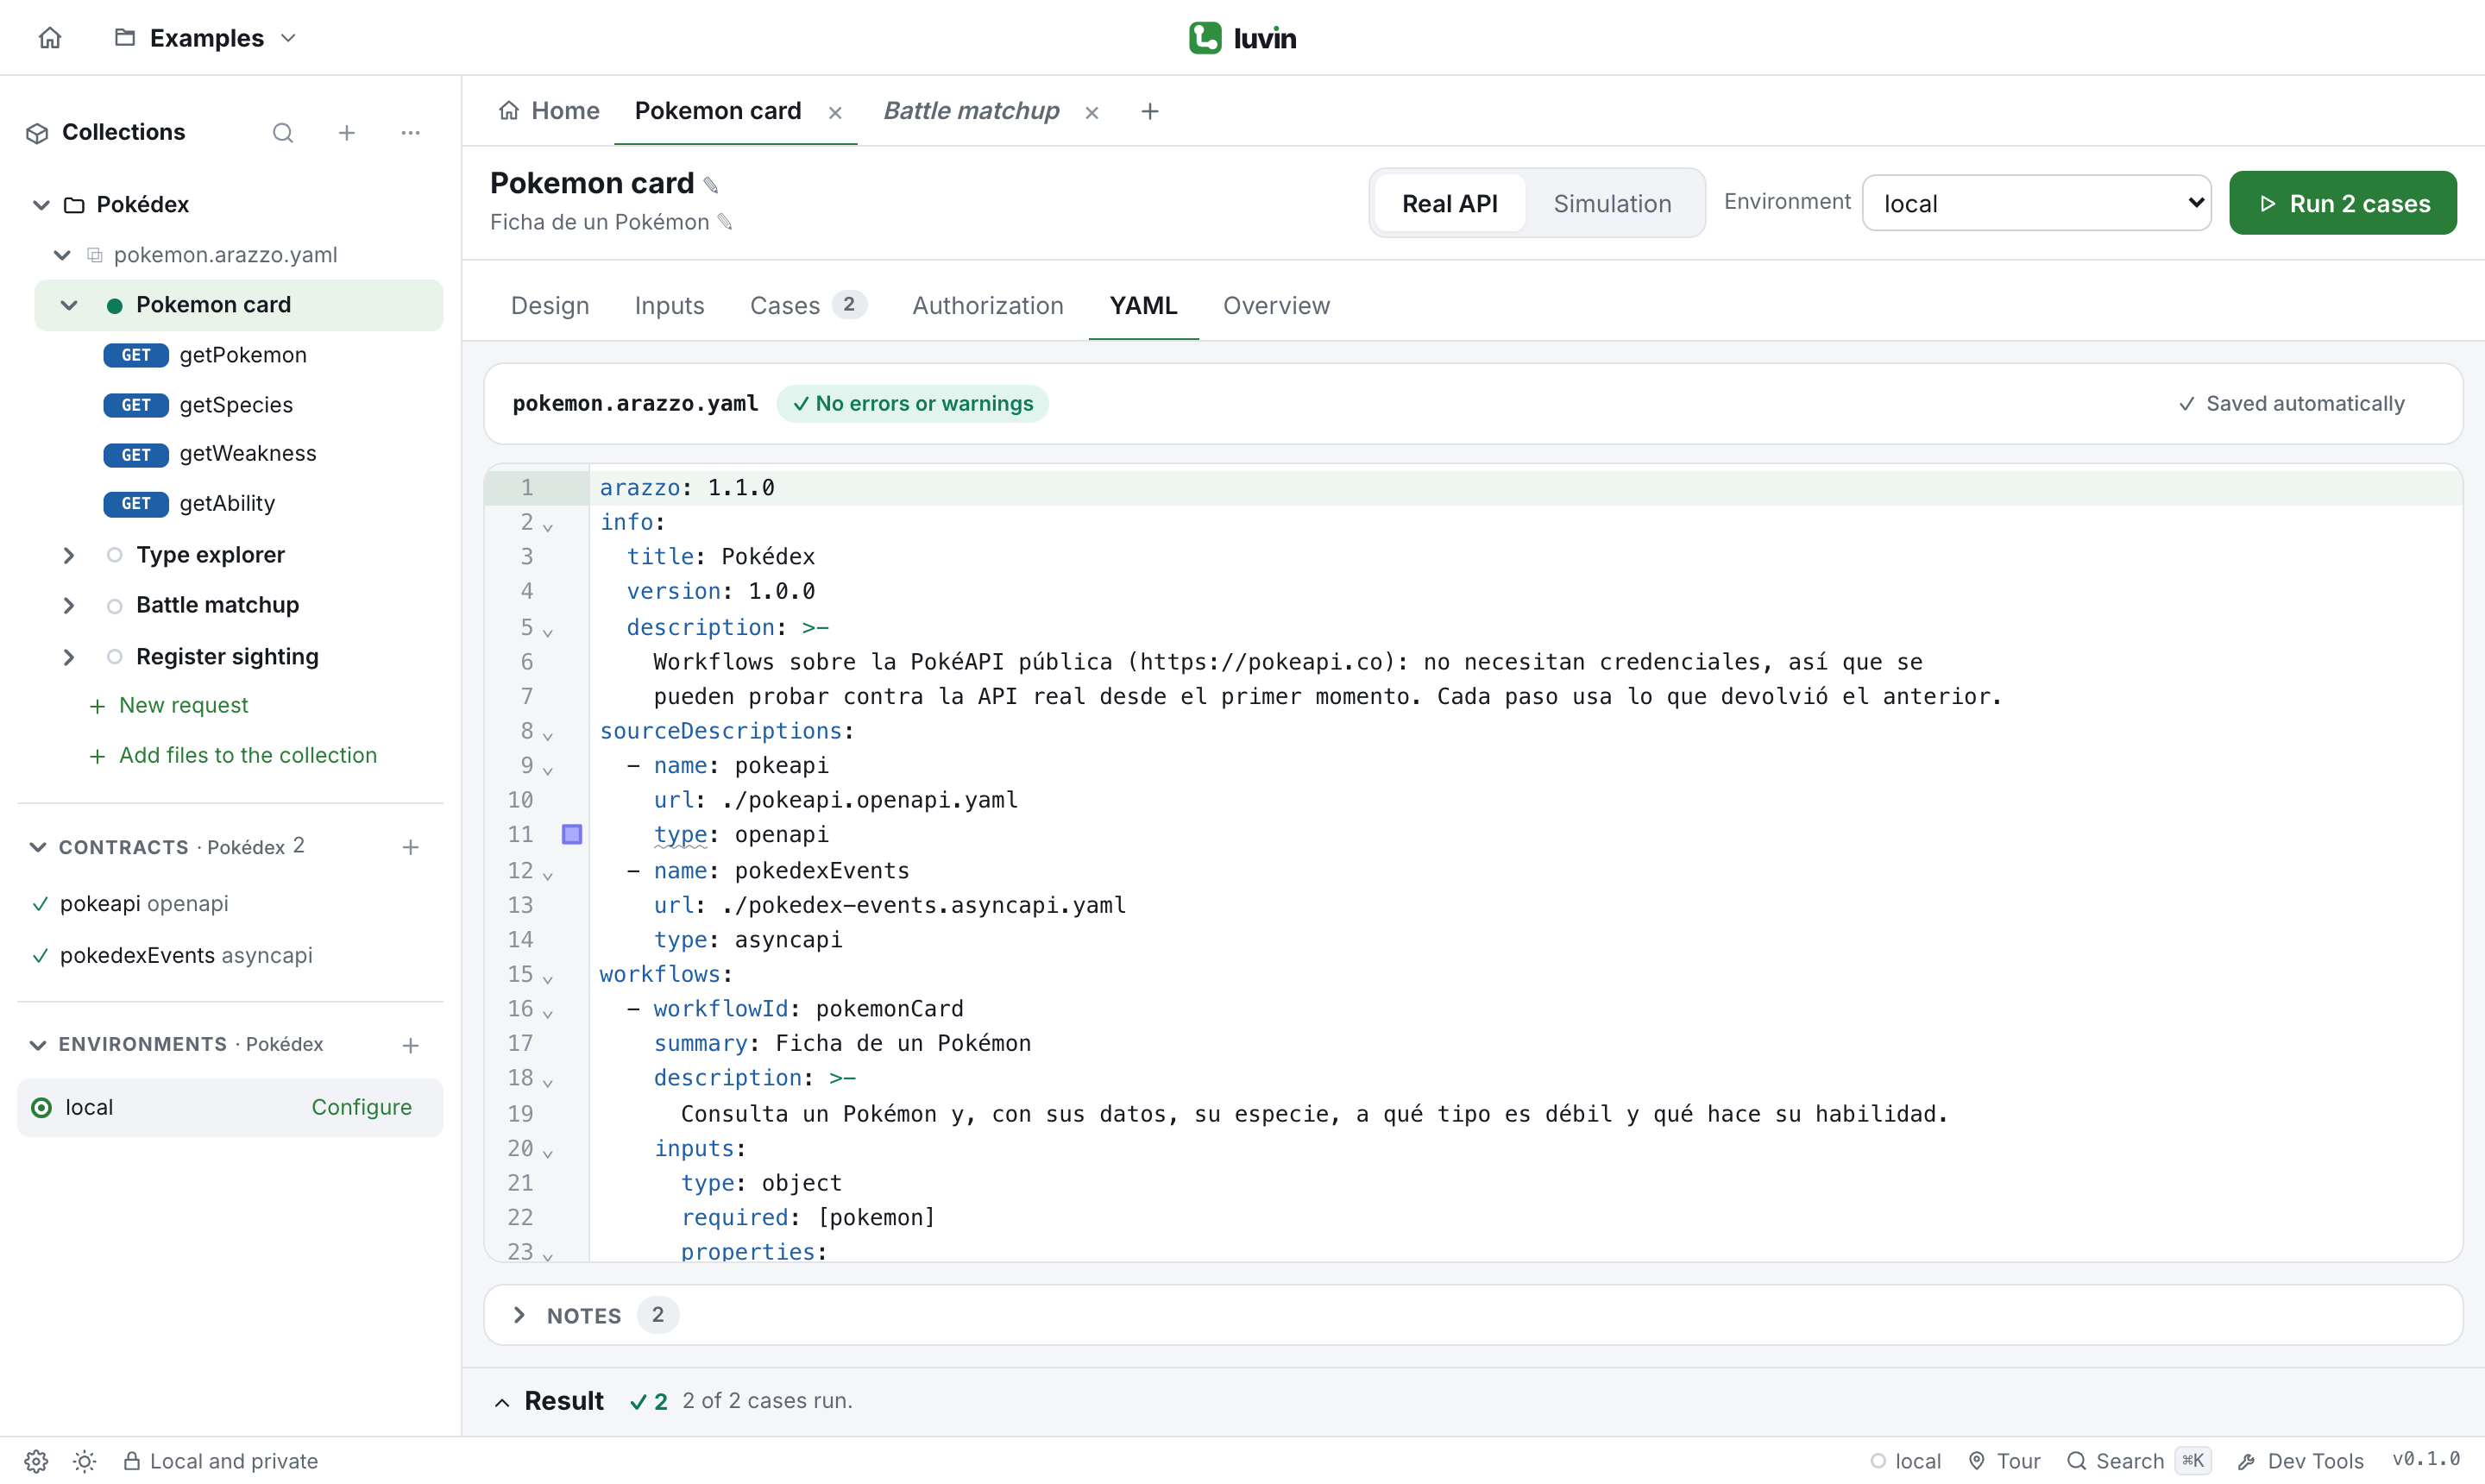 Examples
luvin
Collections
Home
Pokemon card
Battle matchup
Pokédex
pokemon.arazzo.yaml
Pokemon card
GET getPokemon
GET getSpecies
GET getWeakness
GET getAbility
Type explorer
Battle matchup
Register sighting
+ New request
+ Add files to the collection
CONTRACTS · Pokédex 2
pokeapi openapi
pokedexEvents asyncapi
ENVIRONMENTS · Pokédex
local Configure
Pokemon card
Ficha de un Pokémon
Real API Simulation
Environment local
Run 2 cases
Design Inputs Cases 2 Authorization YAML Overview
pokemon.arazzo.yaml ✓ No errors or warnings
✓ Saved automatically
1 arazzo: 1.1.0
2 info:
3 title: Pokédex
4 version: 1.0.0
5 description: >-
6 Workflows sobre la PokéAPI pública (https://pokeapi.co): no necesitan credenciales, así que se
7 pueden probar contra la API real desde el primer momento. Cada paso usa lo que devolvió el anterior.
8 sourceDescriptions:
9 - name: pokeapi
10 url: ./pokeapi.openapi.yaml
11 type: openapi
12 - name: pokedexEvents
13 url: ./pokedex-events.asyncapi.yaml
14 type: asyncapi
15 workflows:
16 - workflowId: pokemonCard
17 summary: Ficha de un Pokémon
18 description: >-
19 Consulta un Pokémon y, con sus datos, su especie, a qué tipo es débil y qué hace su habilidad.
20 inputs:
21 type: object
22 required: [pokemon]
23 properties:
NOTES 2
Result ✓ 2 2 of 2 cases run.
Local and private
local
Tour
Search ⌘K
Dev Tools
v0.1.0